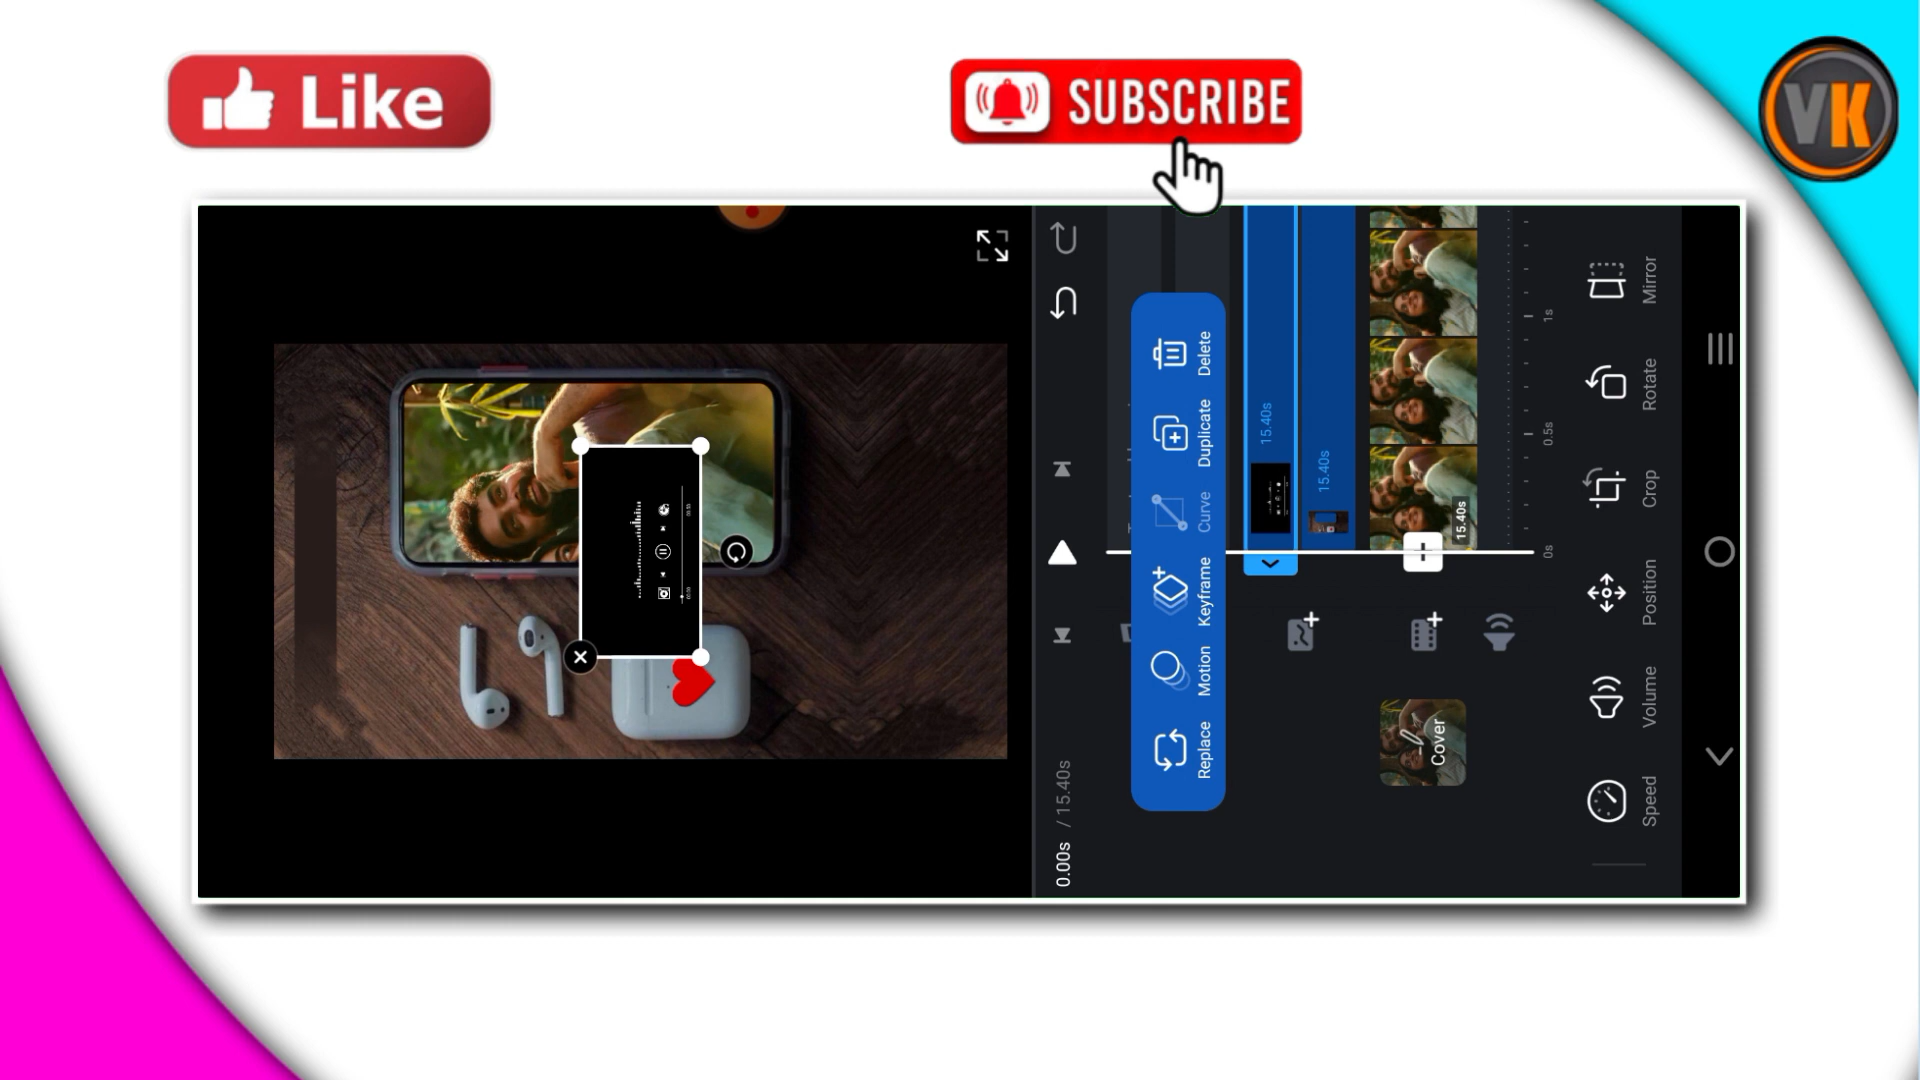 Like
SUBSCRIBE
VK
0.00s / 15.40s
Replace
Motion
Keyframe
Curve
Duplicate
Delete
15.40s
15.40s
15.40s
Cover
0s
0.5s
1s
Speed
Volume
Position
Crop
Rotate
Mirror